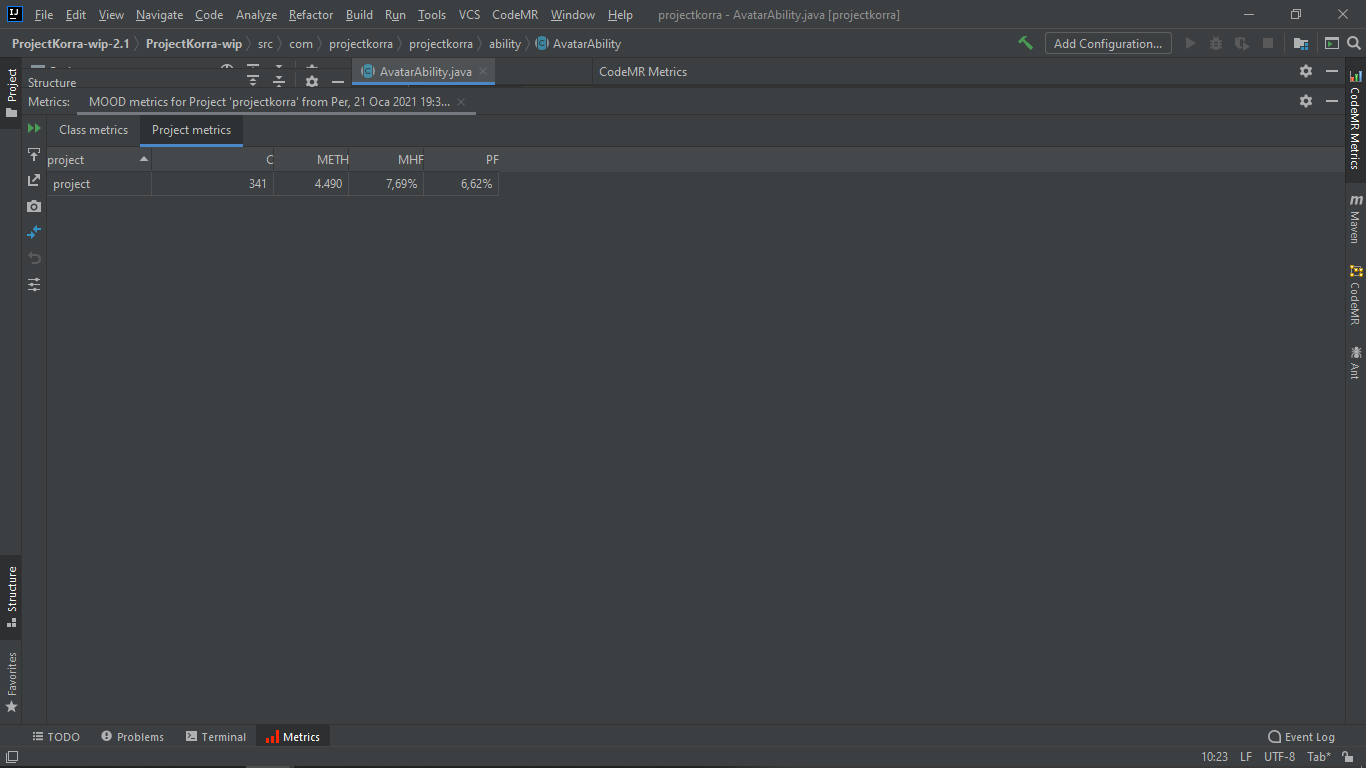 File Edit View Navigate Code Analyze Refactor Build Run Tools VCS CodeMR Window Help projectkorra - AvatarAbility.java [projectkorra]
ProjectKorra-wip-2.1 ProjectKorra-wip src com projectkorra projectkorra ability AvatarAbility Add Configuration...
Project
Structure
AvatarAbility.java
CodeMR Metrics
Metrics: MOOD metrics for Project 'projectkorra' from Per, 21 Oca 2021 19:3...
Class metrics Project metrics
project C METH MHF PF
project 341 4.490 7,69% 6,62%
Structure
Favorites
CodeMR Metrics
m
Maven
CodeMR
Ant
TODO Problems Terminal Metrics Event Log
10:23 LF UTF-8 Tab*